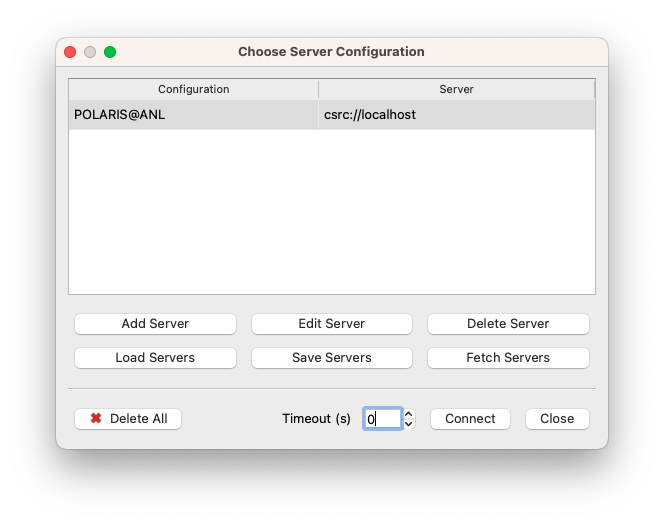 Choose Server Configuration
Configuration Server
POLARIS@ANL csrc://localhost
Add Server Edit Server Delete Server
Load Servers Save Servers Fetch Servers
Delete All Timeout (s) 0 Connect Close